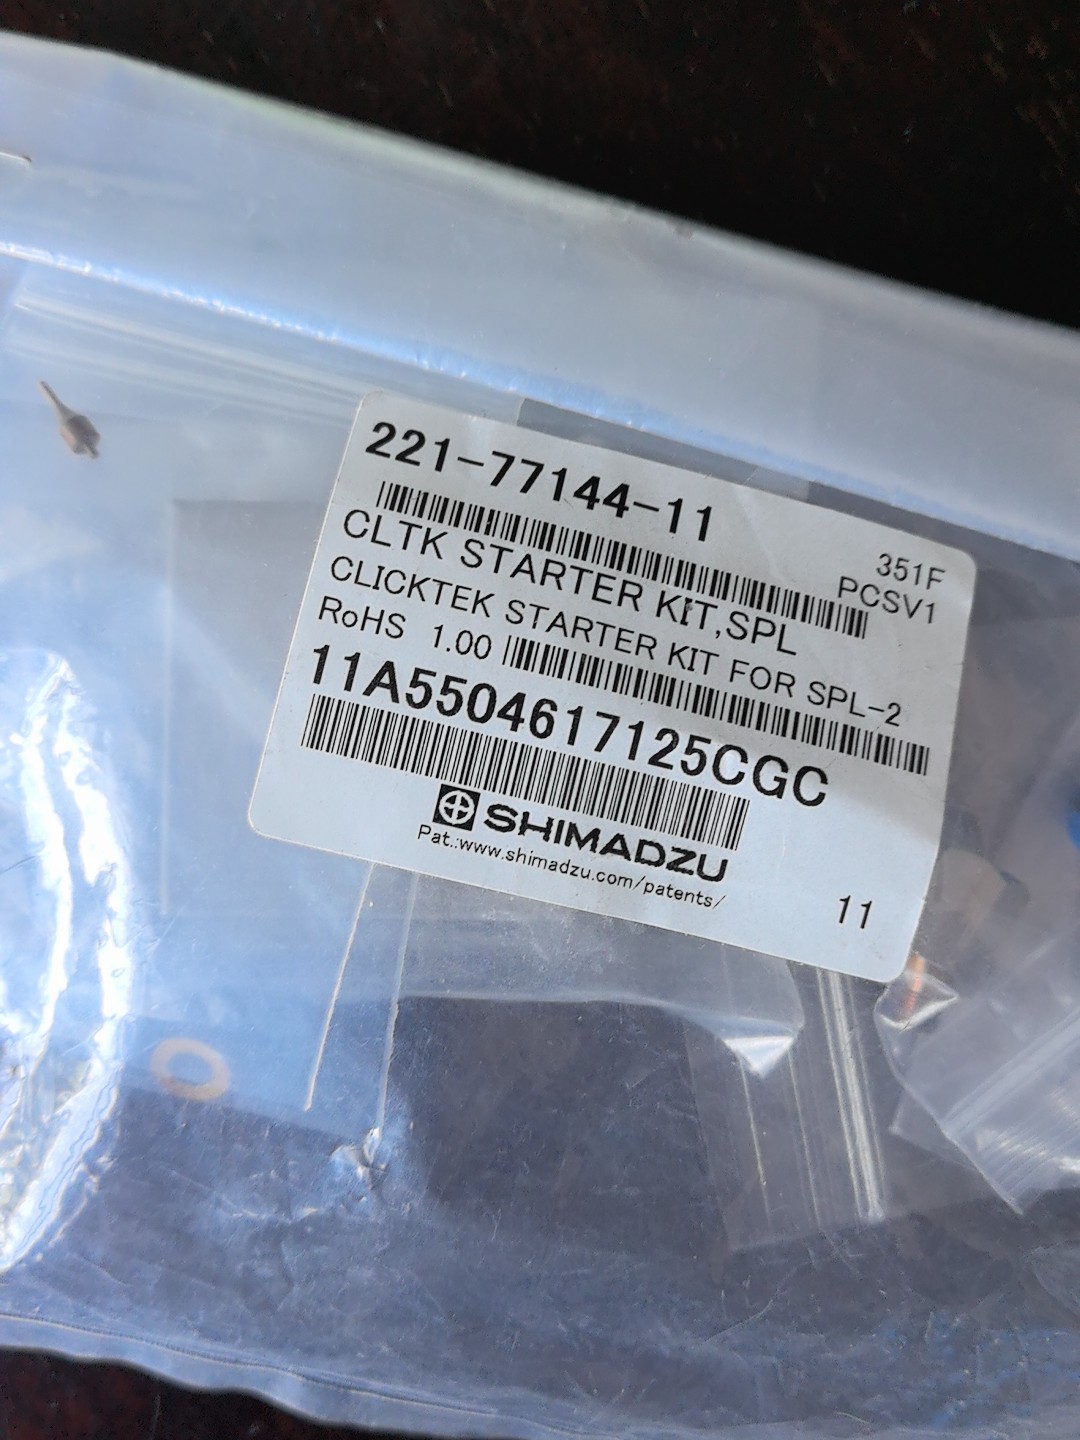 221-77144-11
351F
CLTK STARTER KIT,SPL
PCSV1
CLICKTEK STARTER KIT FOR SPL-2
RoHS 1.00
11A5504617125CGC
SHIMADZU
Pat.:www.shimadzu.com/patents/
11